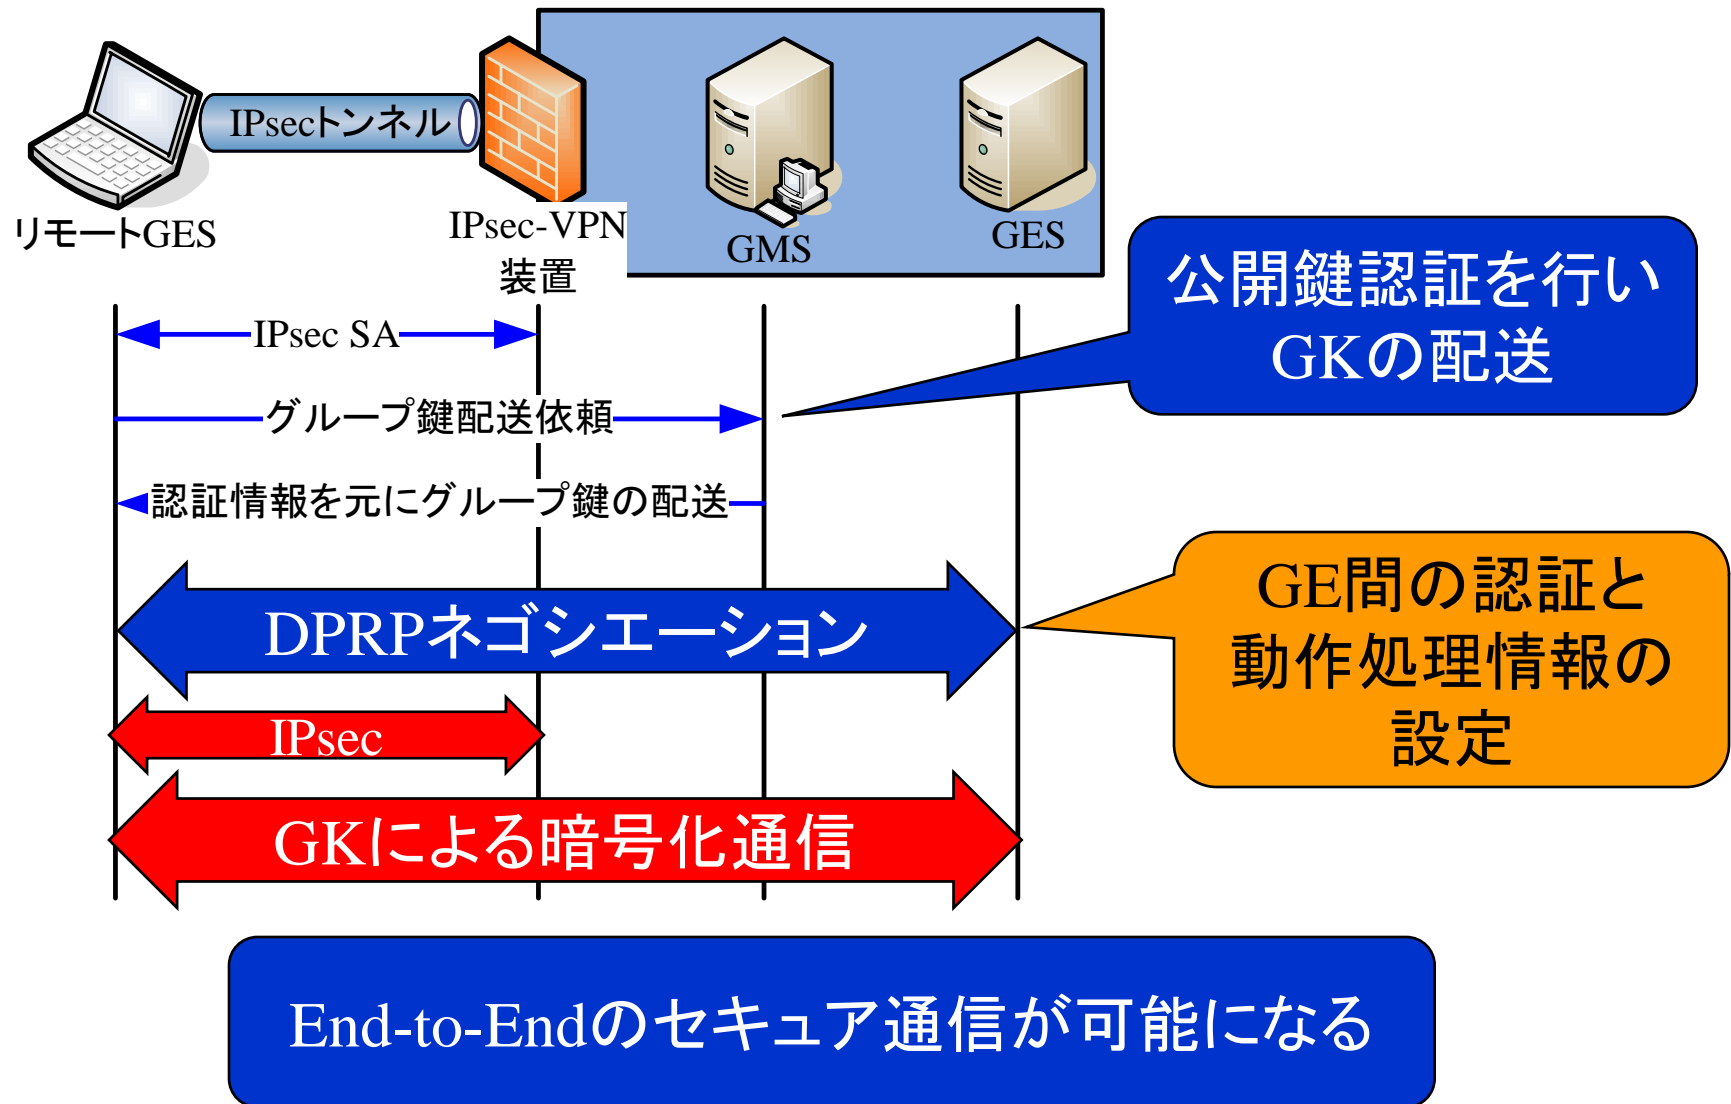 IPsecトンネル
リモートGES
IPsec-VPN
装置
GMS
GES
公開鍵認証を行い
GKの配送
IPsec SA
グループ鍵配送依頼
認証情報を元にグループ鍵の配送
GE間の認証と
動作処理情報の
設定
DPRPネゴシエーション
IPsec
GKによる暗号化通信
End-to-Endのセキュア通信が可能になる